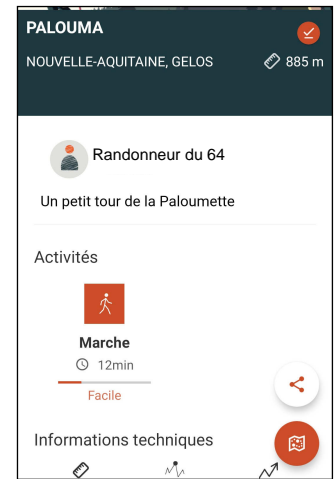 PALOUMA
NOUVELLE-AQUITAINE, GELOS 885 m
Randonneur du 64
Un petit tour de la Paloumette
Activités
Marche
12min
Facile
Informations techniques